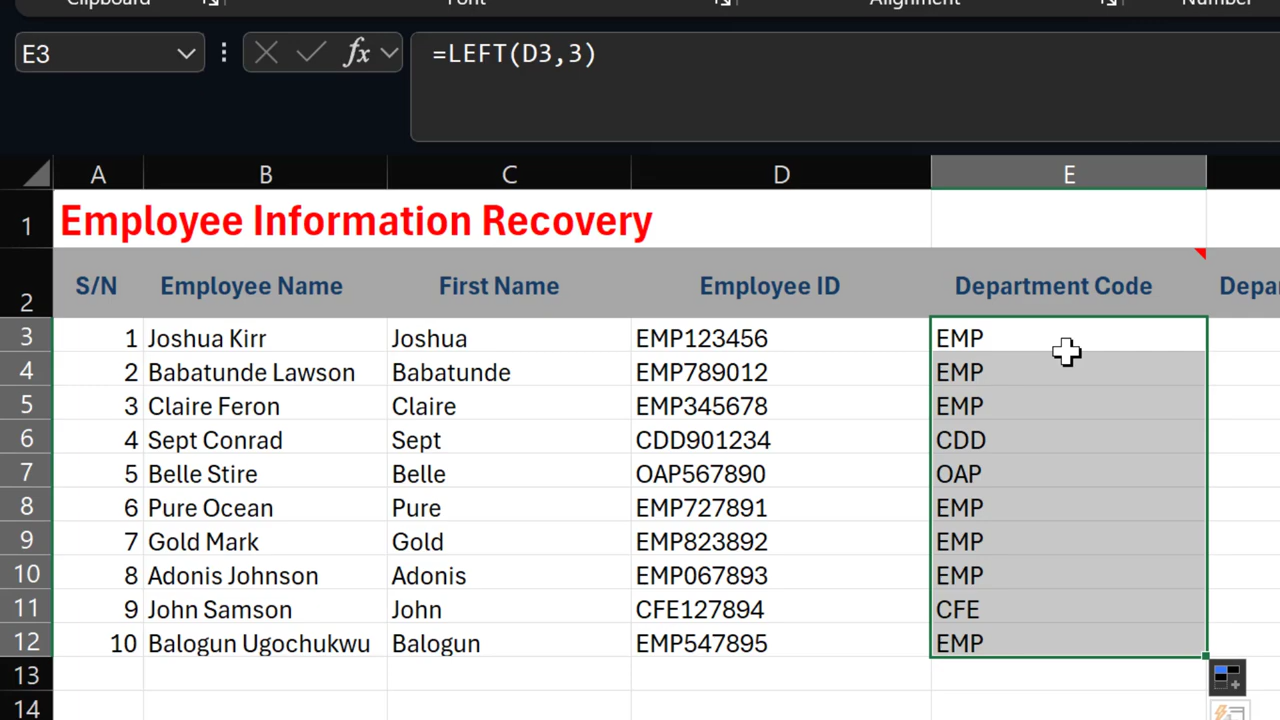 Clipboard Font Alignment Number
E3 fx =LEFT(D3,3)
A B C D E
1 Employee Information Recovery
2 S/N Employee Name First Name Employee ID Department Code Depa
3 1 Joshua Kirr Joshua EMP123456 EMP
4 2 Babatunde Lawson Babatunde EMP789012 EMP
5 3 Claire Feron Claire EMP345678 EMP
6 4 Sept Conrad Sept CDD901234 CDD
7 5 Belle Stire Belle OAP567890 OAP
8 6 Pure Ocean Pure EMP727891 EMP
9 7 Gold Mark Gold EMP823892 EMP
10 8 Adonis Johnson Adonis EMP067893 EMP
11 9 John Samson John CFE127894 CFE
12 10 Balogun Ugochukwu Balogun EMP547895 EMP
13
14